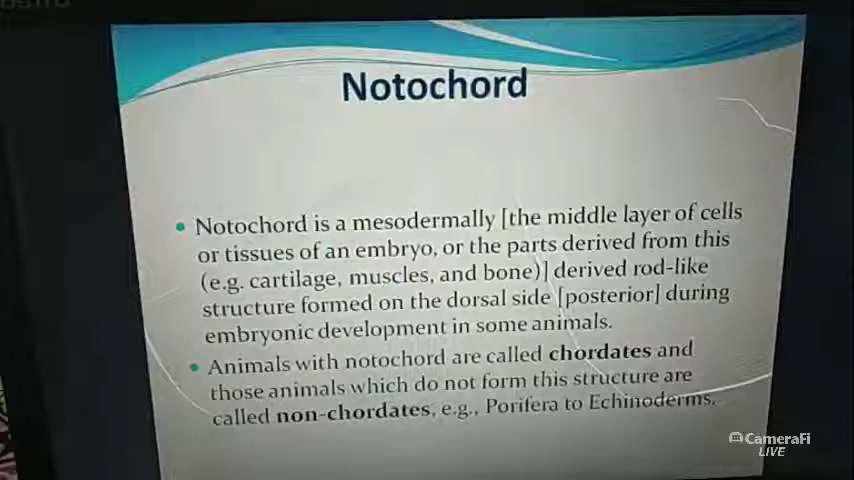 Notochord
• Notochord is a mesodermally [the middle layer of cells
or tissues of an embryo, or the parts derived from this
(e.g. cartilage, muscles, and bone)] derived rod-like
structure formed on the dorsal side [posterior] during
embryonic development in some animals.
• Animals with notochord are called chordates and
those animals which do not form this structure are
called non-chordates, e.g., Porifera to Echinoderms.
CameraFi
LIVE